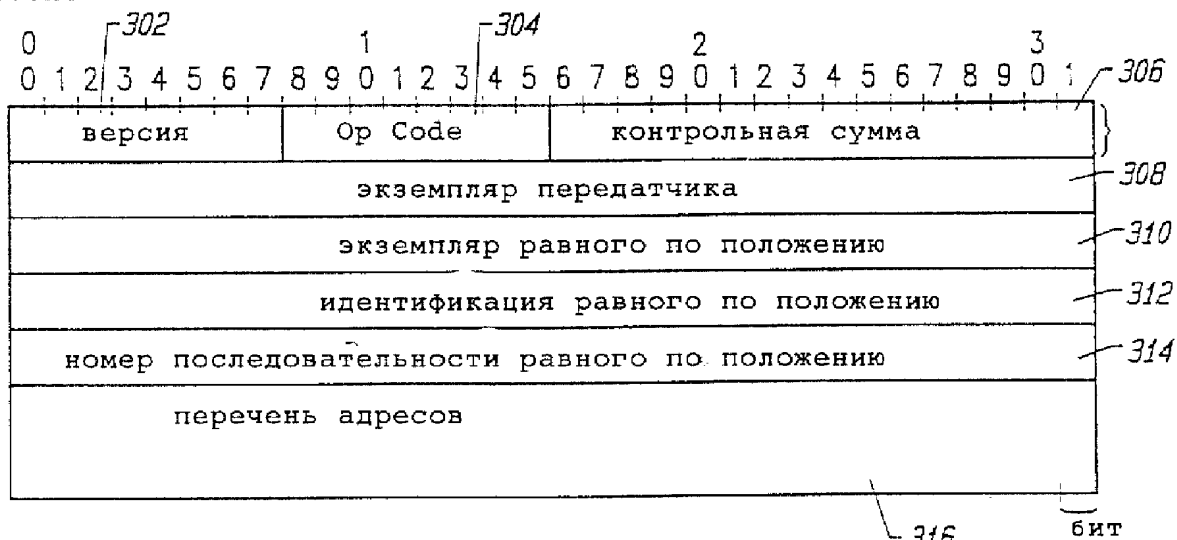 302 304
0 1 2 3
0 1 2 3 4 5 6 7 8 9 0 1 2 3 4 5 6 7 8 9 0 1 2 3 4 5 6 7 8 9 0 1 306
версия Op Code контрольная сумма
экземпляр передатчика 308
экземпляр равного по положению 310
идентификация равного по положению 312
номер последовательности равного по положению 314
перечень адресов
316 бит